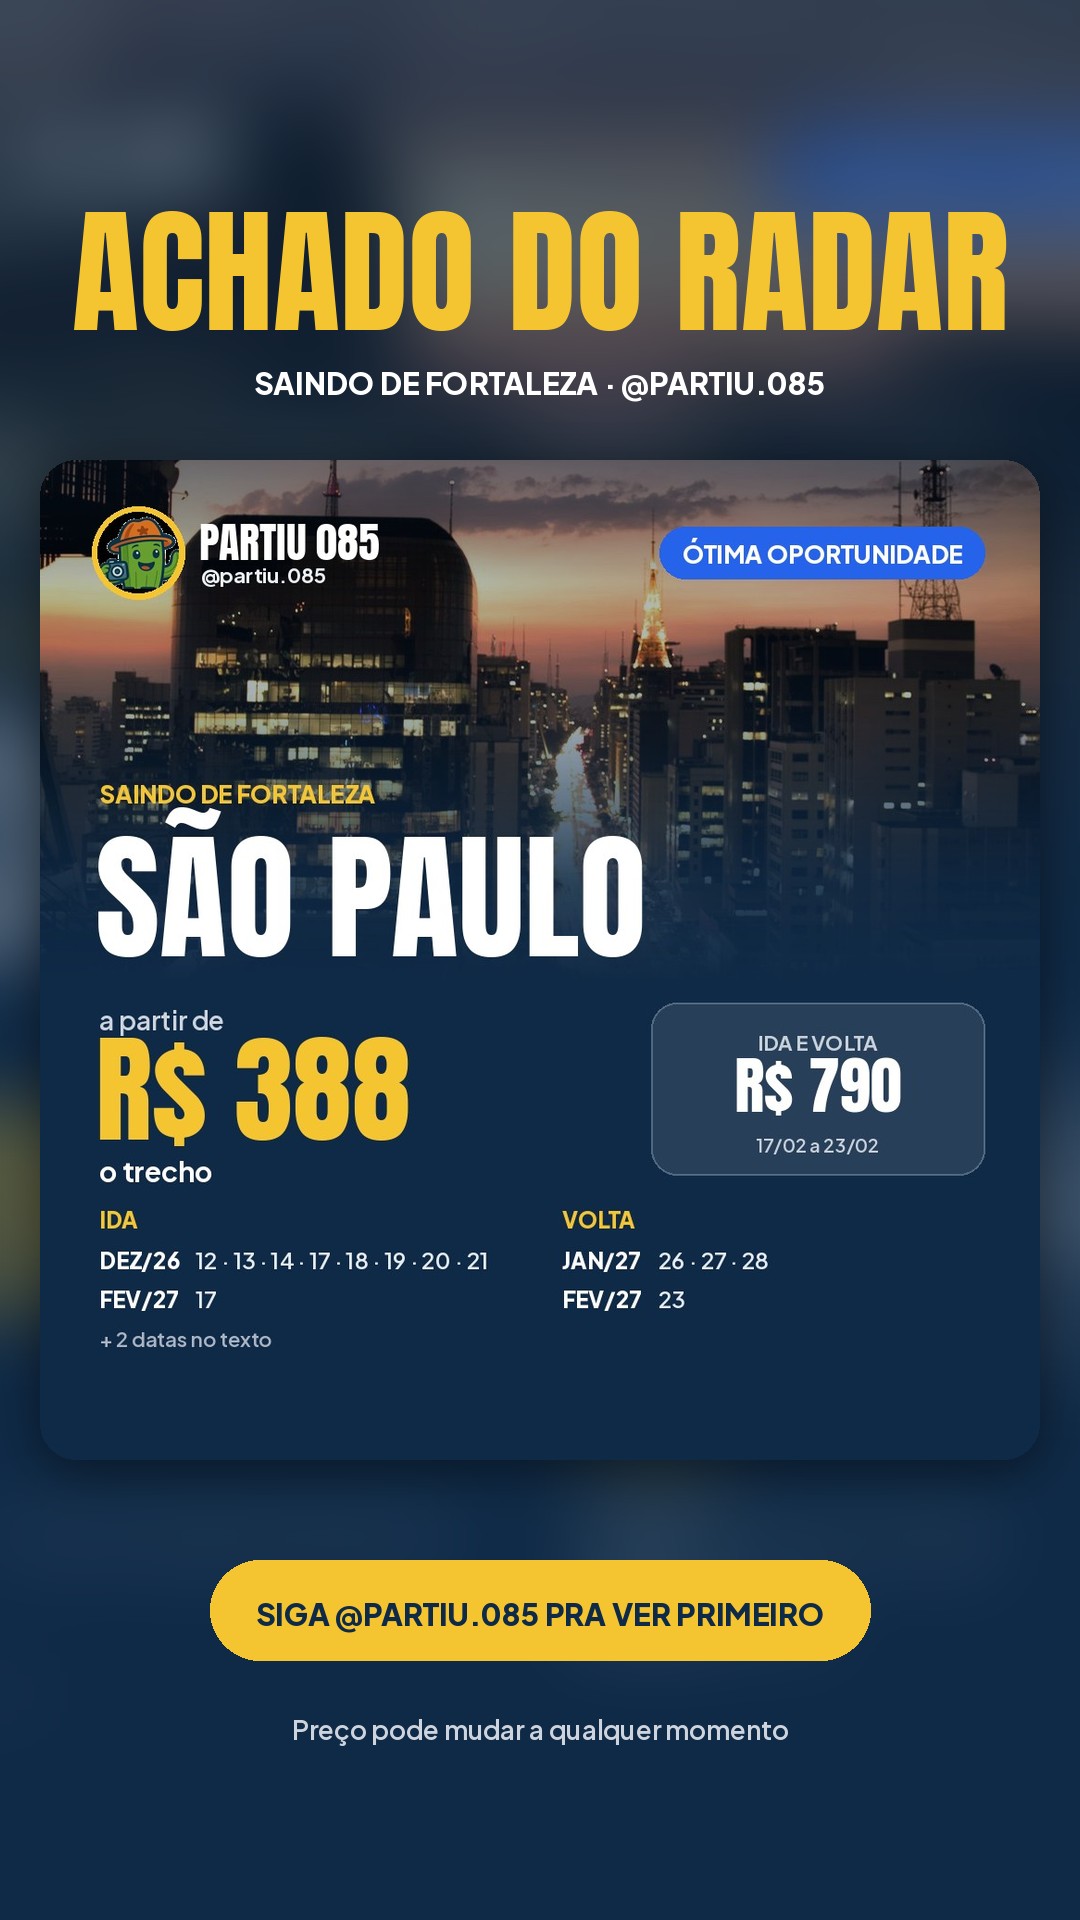 ACHADO DO RADAR
SAINDO DE FORTALEZA · @PARTIU.085
PARTIU 085
@partiu.085
ÓTIMA OPORTUNIDADE
SAINDO DE FORTALEZA
SÃO PAULO
a partir de
R$ 388
o trecho
IDA E VOLTA
R$ 790
17/02 a 23/02
IDA
DEZ/26 12 · 13 · 14 · 17 · 18 · 19 · 20 · 21
FEV/27 17
+ 2 datas no texto
VOLTA
JAN/27 26 · 27 · 28
FEV/27 23
SIGA @PARTIU.085 PRA VER PRIMEIRO
Preço pode mudar a qualquer momento